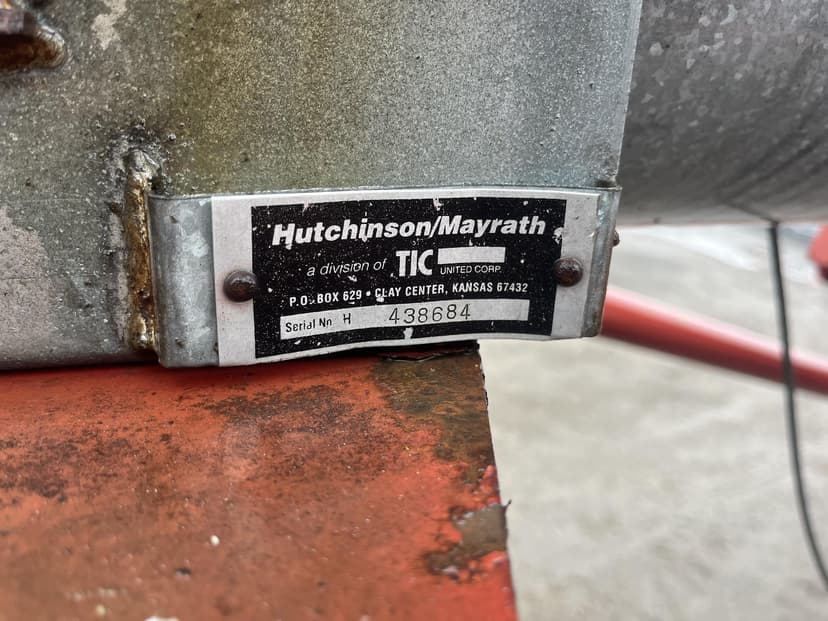 Hutchinson/Mayrath
a division of TIC UNITED CORP.
P.O. BOX 629 • CLAY CENTER, KANSAS 67432
Serial No H 438684